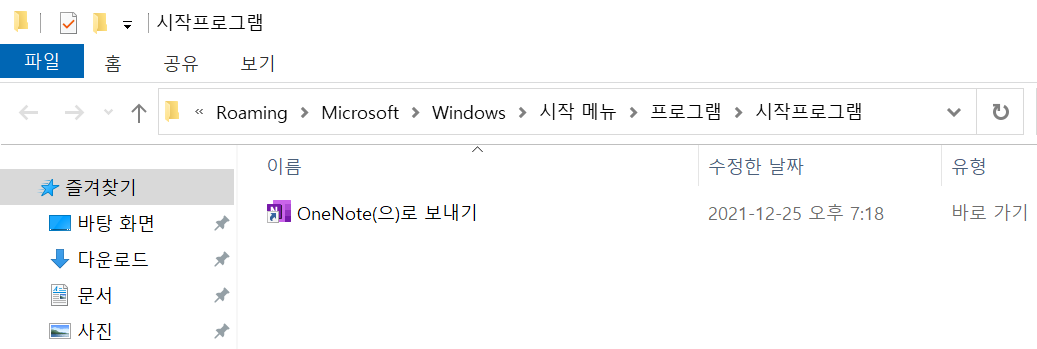 시작프로그램
파일 홈 공유 보기
« Roaming > Microsoft > Windows > 시작 메뉴 > 프로그램 > 시작프로그램
이름 수정한 날짜 유형
즐겨찾기
OneNote(으)로 보내기 2021-12-25 오후 7:18 바로 가기
바탕 화면
다운로드
문서
사진